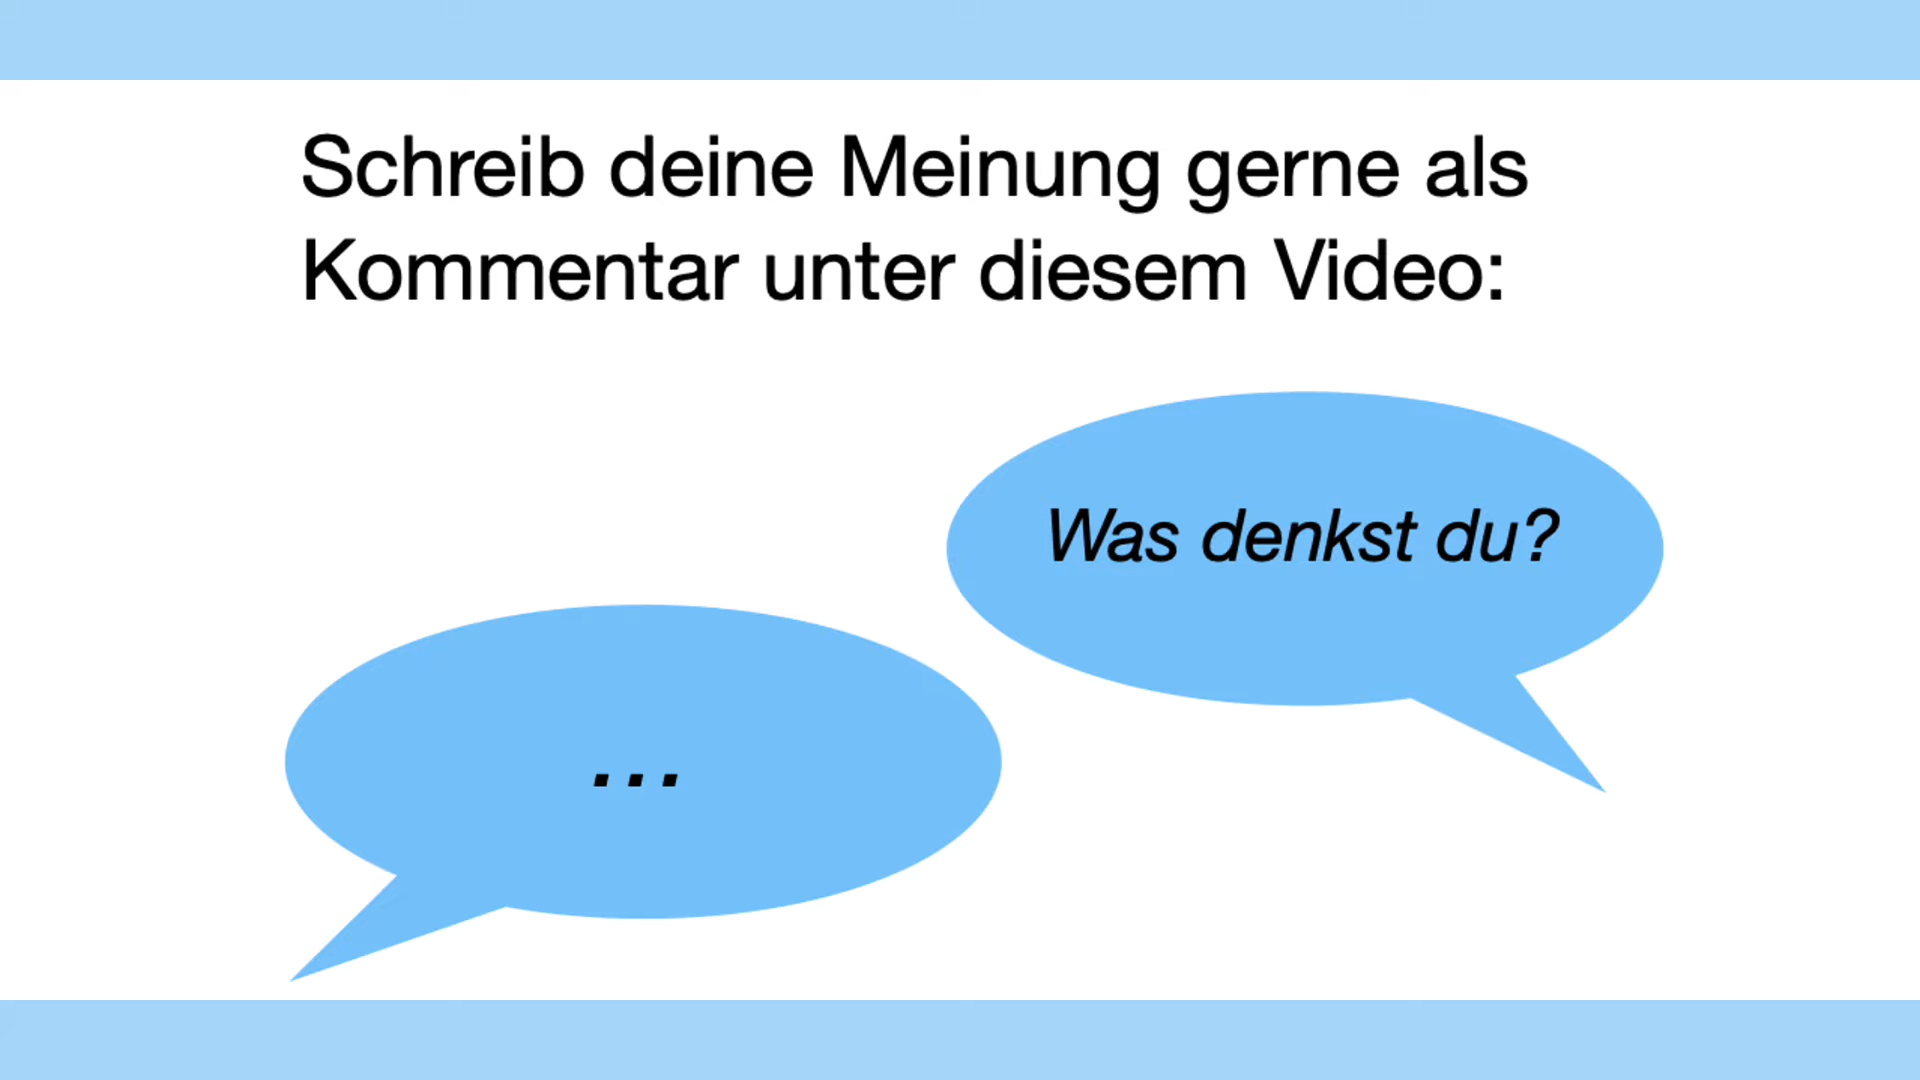 Schreib deine Meinung gerne als
Kommentar unter diesem Video:
Was denkst du?
...